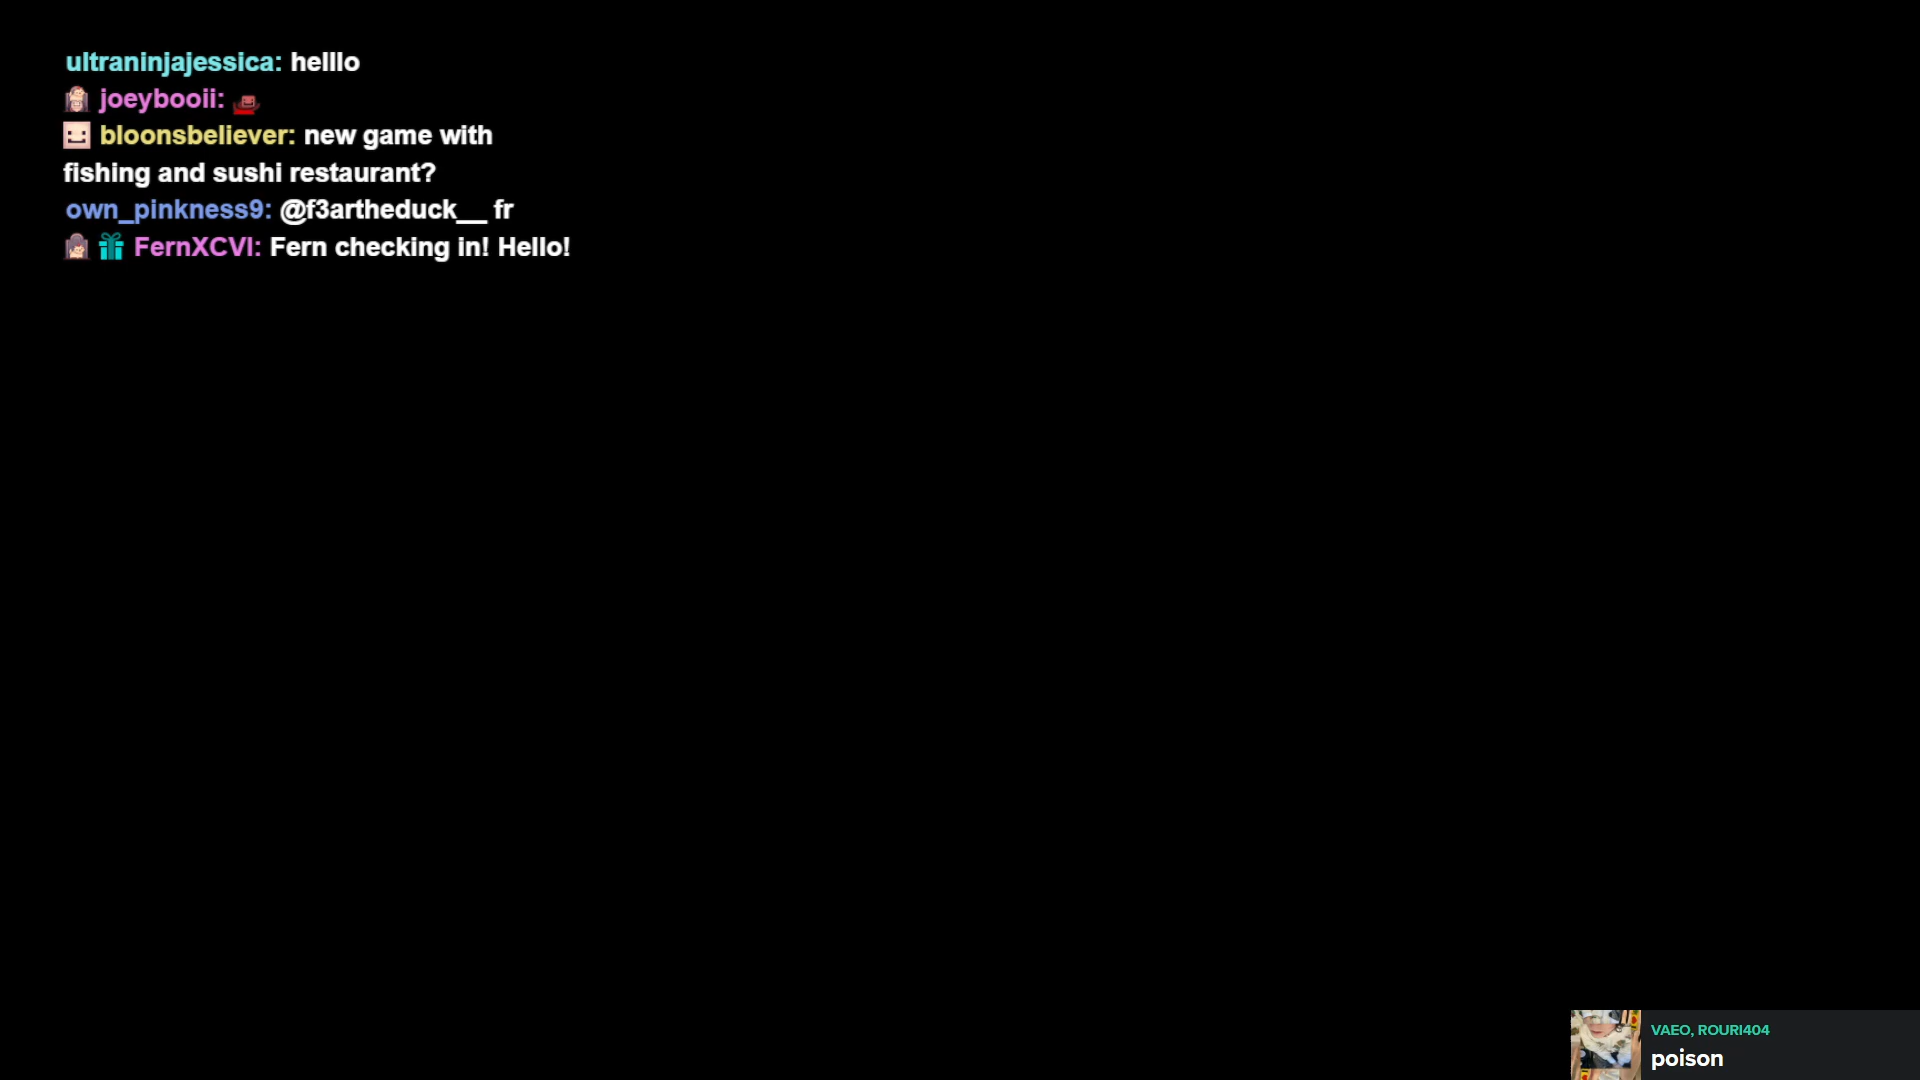 ultraninjajessica: helllo
joeybooii:
bloonsbeliever: new game with
fishing and sushi restaurant?
own_pinkness9: @f3artheduck__ fr
FernXCVI: Fern checking in! Hello!
VAEO, ROURI404
poison